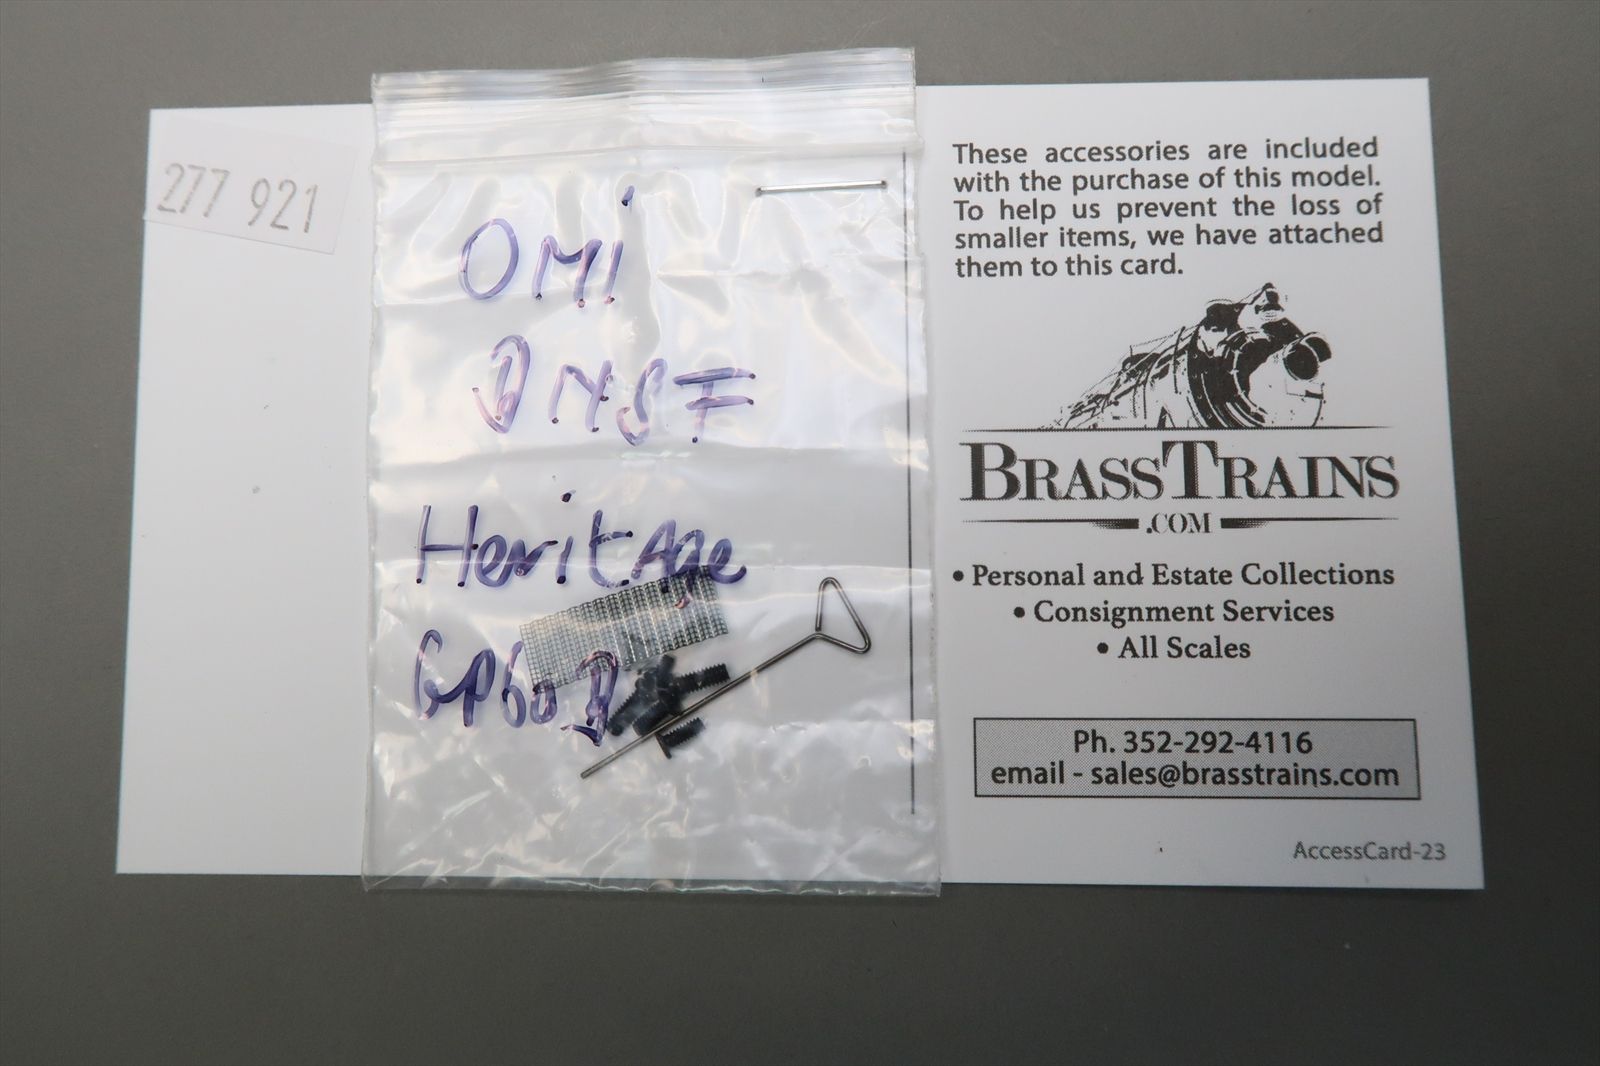 277 921
OMI
BNSF
Heritage
GP60B
These accessories are included
with the purchase of this model.
To help us prevent the loss of
smaller items, we have attached
them to this card.
BRASSTRAINS
.COM
• Personal and Estate Collections
• Consignment Services
• All Scales
Ph. 352-292-4116
email - sales@brasstrains.com
AccessCard-23